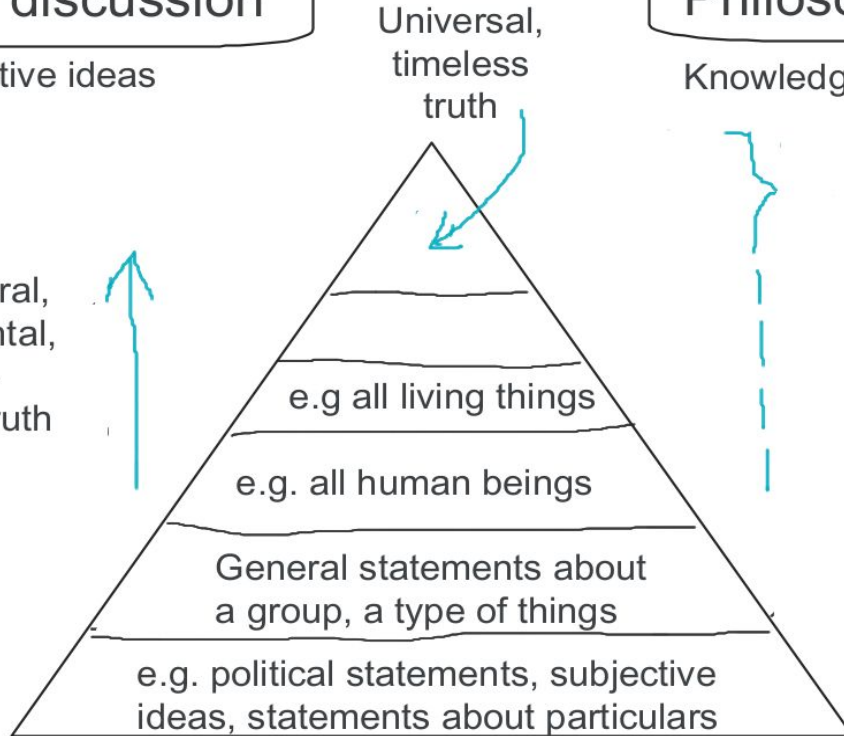 discussion
Universal,
timeless
truth
tive ideas
Knowledg
ral,
ntal,
uth
e.g all living things
e.g. all human beings
General statements about
a group, a type of things
e.g. political statements, subjective
ideas, statements about particulars